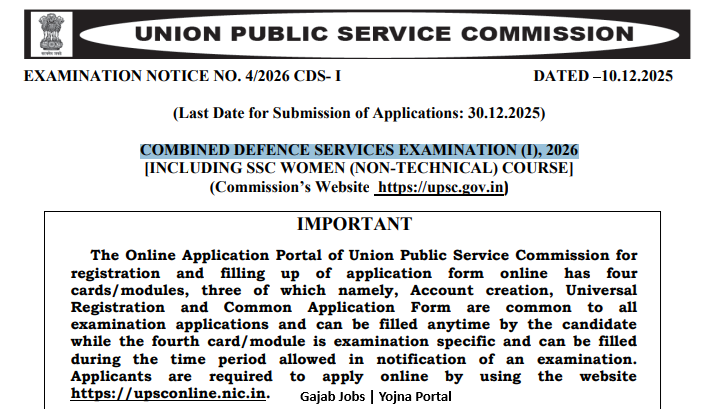 UNION PUBLIC SERVICE COMMISSION
EXAMINATION NOTICE NO. 4/2026 CDS- I DATED –10.12.2025
(Last Date for Submission of Applications: 30.12.2025)
COMBINED DEFENCE SERVICES EXAMINATION (I), 2026
[INCLUDING SSC WOMEN (NON-TECHNICAL) COURSE]
(Commission's Website https://upsc.gov.in)
IMPORTANT
The Online Application Portal of Union Public Service Commission for
registration and filling up of application form online has four
cards/modules, three of which namely, Account creation, Universal
Registration and Common Application Form are common to all
examination applications and can be filled anytime by the candidate
while the fourth card/module is examination specific and can be filled
during the time period allowed in notification of an examination.
Applicants are required to apply online by using the website
https://upsconline.nic.in.
Gajab Jobs | Yojna Portal